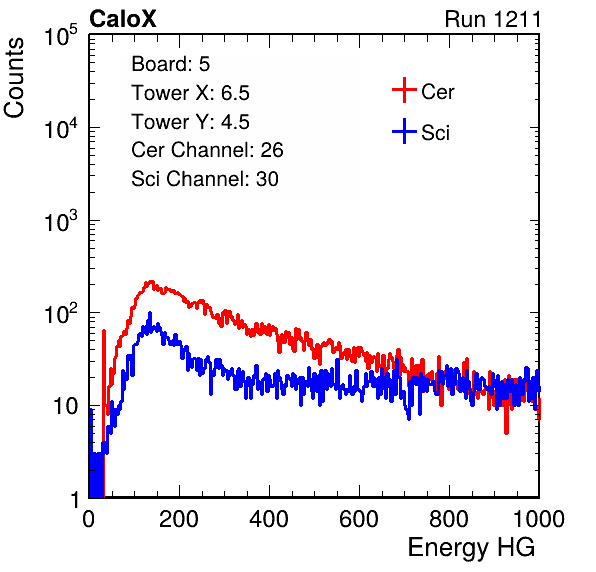 CaloX Run 1211
Counts
10^5
10^4
10^3
10^2
10
1
Board: 5
Tower X: 6.5
Tower Y: 4.5
Cer Channel: 26
Sci Channel: 30
Cer
Sci
0 200 400 600 800 1000
Energy HG